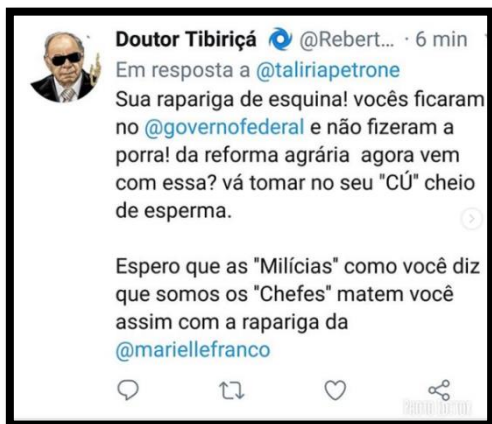 Doutor Tibiriçá @Rebert... · 6 min
Em resposta a @taliriapetrone
Sua rapariga de esquina! vocês ficaram
no @governofederal e não fizeram a
porra! da reforma agrária agora vem
com essa? vá tomar no seu "CÚ" cheio
de esperma.
Espero que as "Milícias" como você diz
que somos os "Chefes" matem você
assim com a rapariga da
@mariellefranco